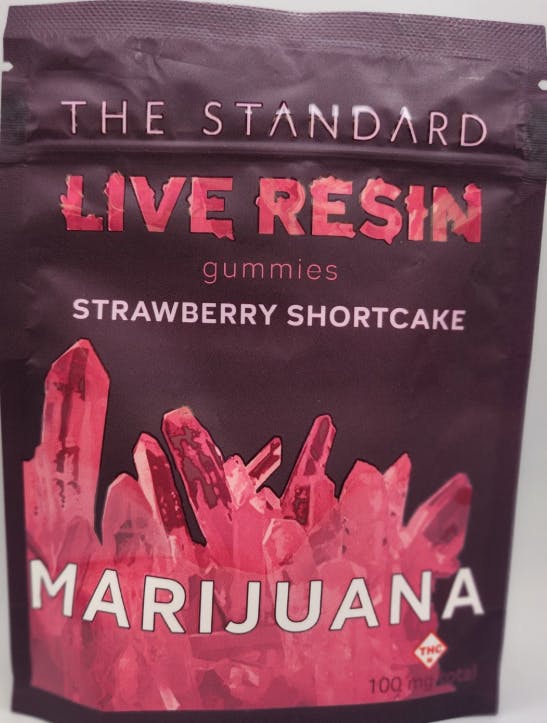 THE STANDARD
LIVE RESIN
gummies
STRAWBERRY SHORTCAKE
MARIJUANA
THC
100 mg total